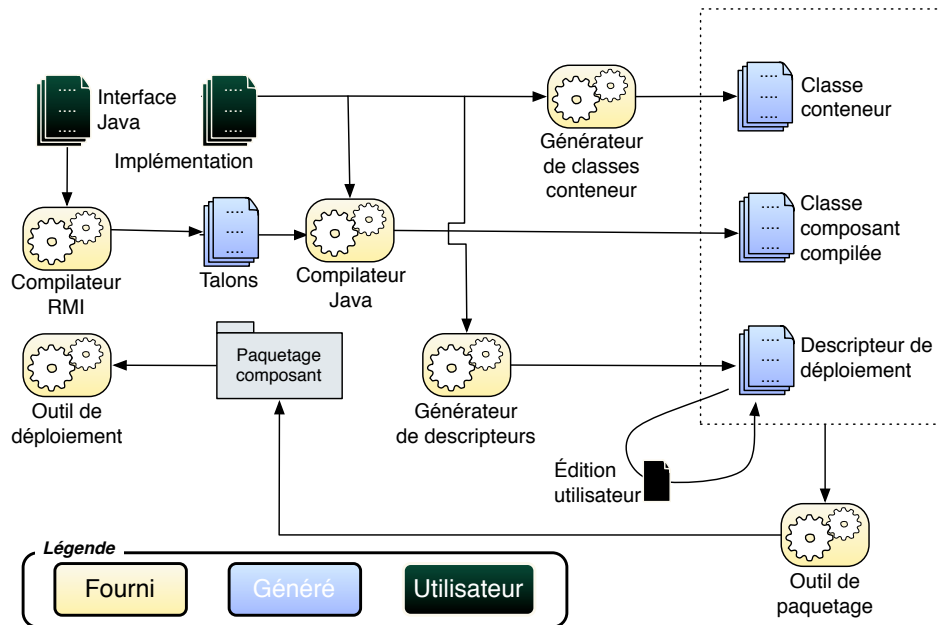 Interface
Java
Implémentation
Générateur
de classes
conteneur
Classe
conteneur
Classe
composant
compilée
Compilateur
RMI
Talons
Compilateur
Java
Paquetage
composant
Outil de
déploiement
Générateur
de descripteurs
Descripteur de
déploiement
Édition
utilisateur
Outil de
paquetage
Légende
Fourni
Généré
Utilisateur